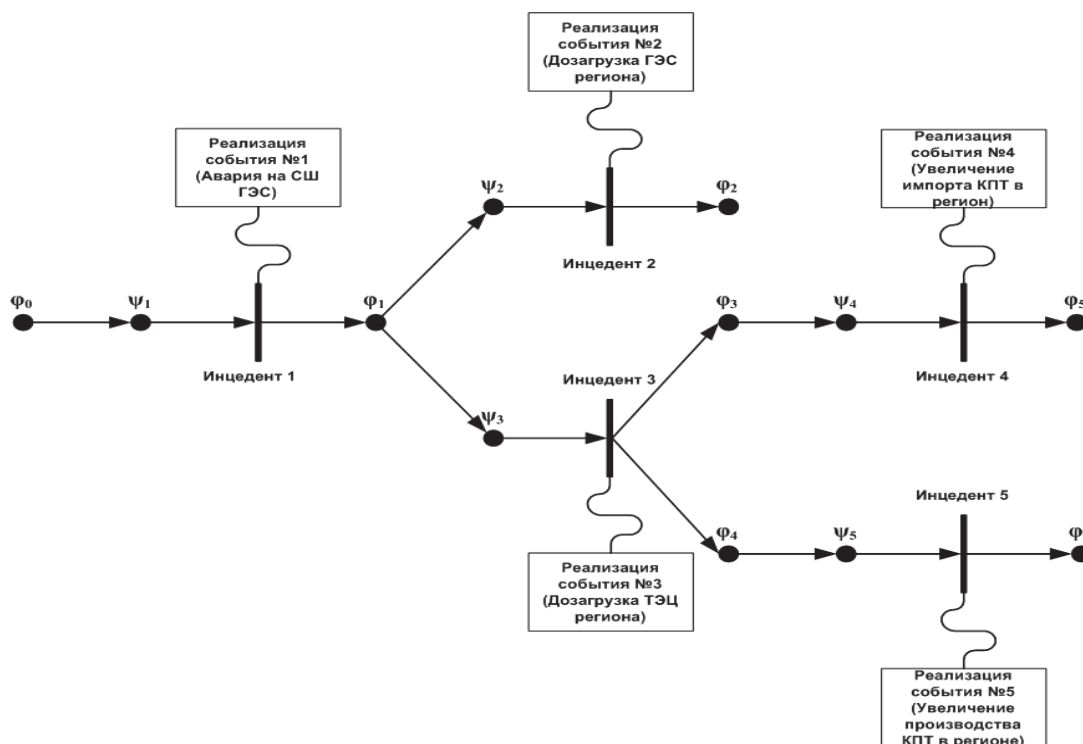 Реализация
события №2
(Дозагрузка ГЭС
региона)
Реализация
события №1
(Авария на СШ
ГЭС)
Реализация
события №4
(Увеличение
импорта КПТ в
регион)
ψ₂
φ₂
Инцедент 2
φ₀
ψ₁
φ₁
φ₃
ψ₄
φ₅
Инцедент 1
Инцедент 3
Инцедент 4
ψ₃
Инцедент 5
φ₄
ψ₅
φ
Реализация
события №3
(Дозагрузка ТЭЦ
региона)
Реализация
события №5
(Увеличение
производства
КПТ в регионе)